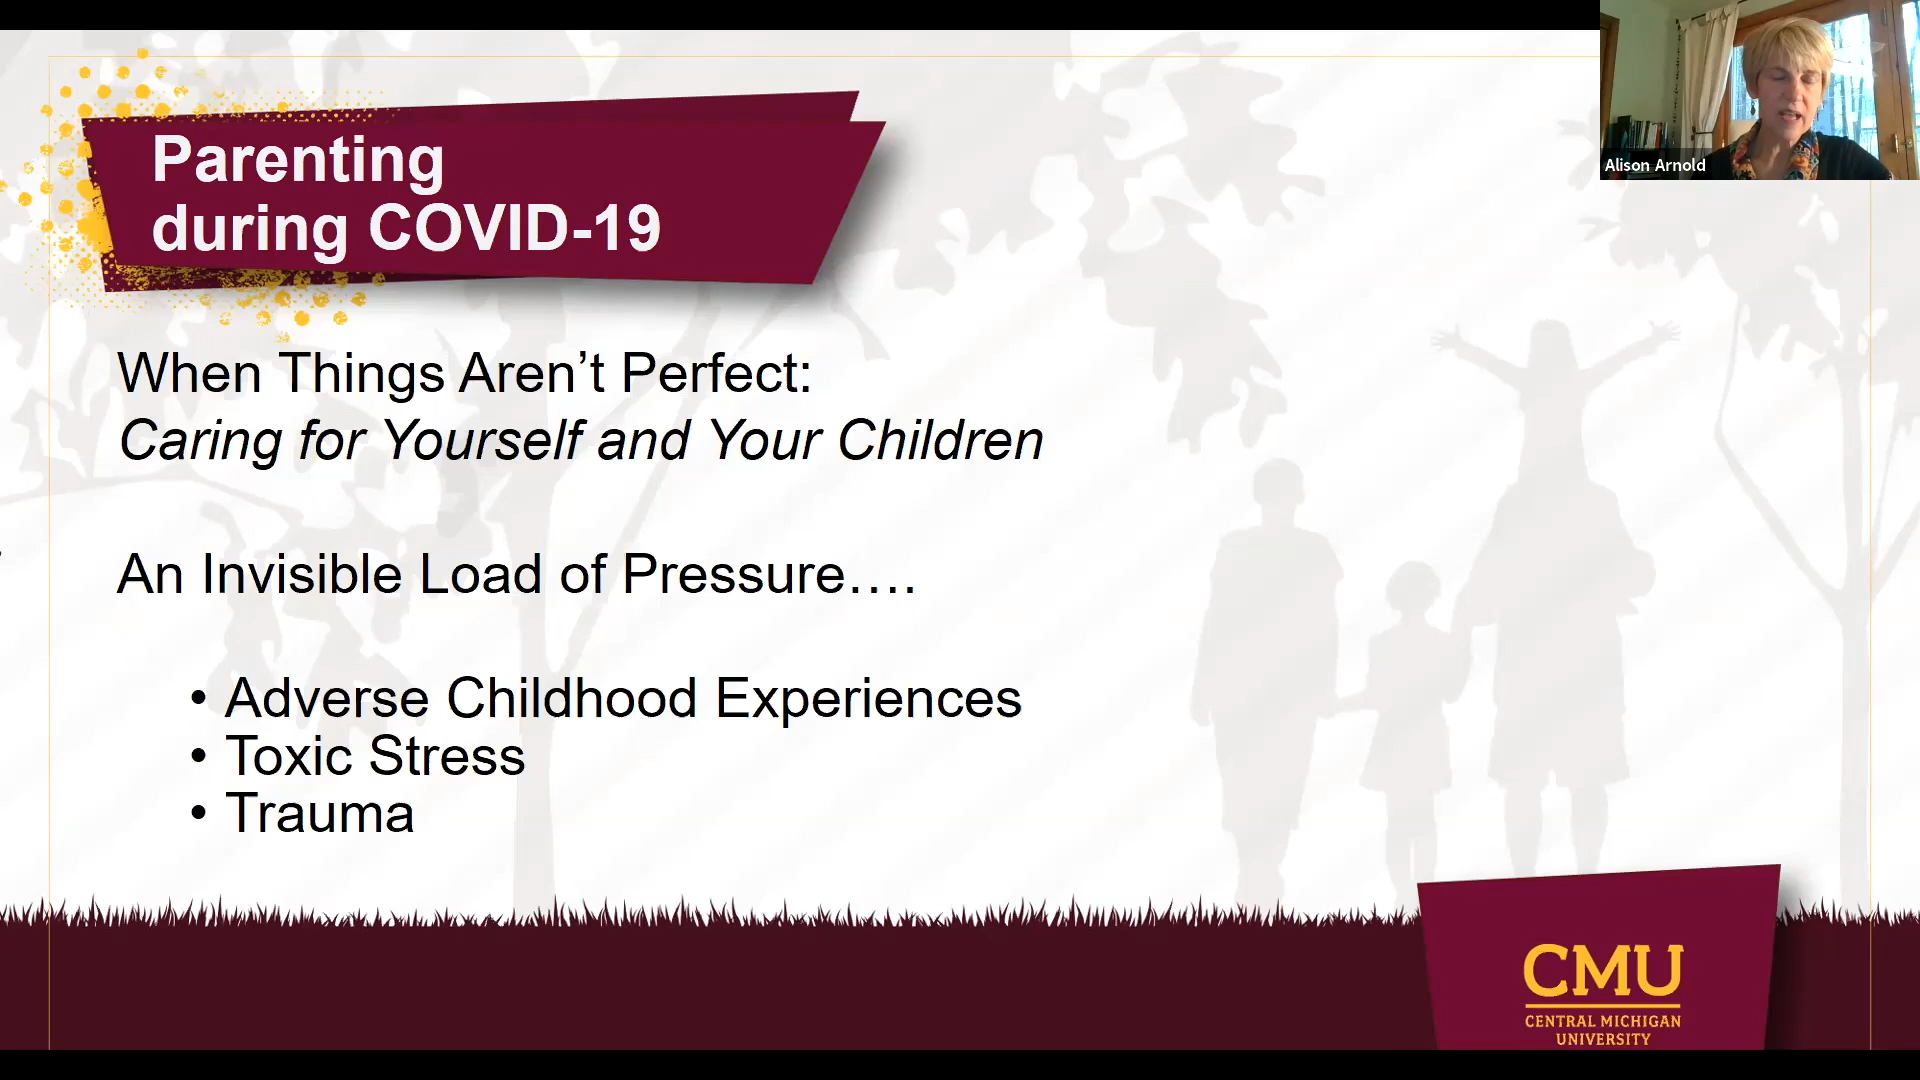 Parenting
during COVID-19
Alison Arnold
When Things Aren’t Perfect:
Caring for Yourself and Your Children
An Invisible Load of Pressure….
• Adverse Childhood Experiences
• Toxic Stress
• Trauma
CMU
CENTRAL MICHIGAN
UNIVERSITY